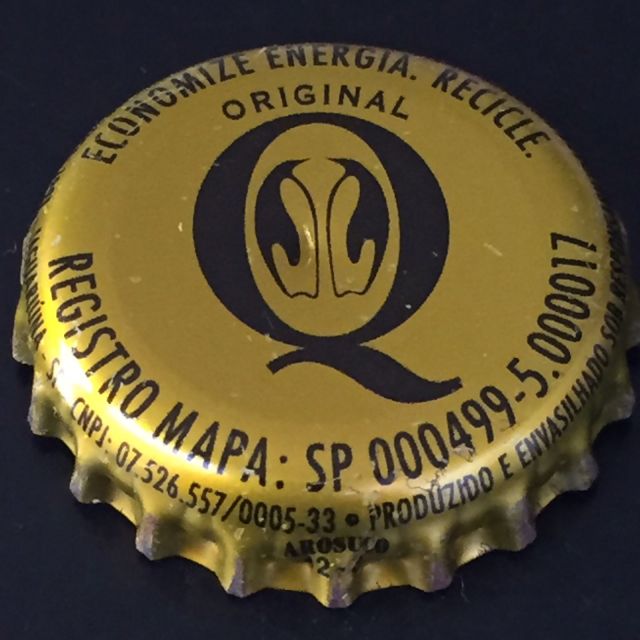 ECONOMIZE ENERGIA. RECICLE.
ORIGINAL
Q
REGISTRO MAPA: SP 000499-5.000017
CNPJ: 07.526.557/0005-33 • PRODUZIDO E ENVASILHADO SOB
AROSUCO